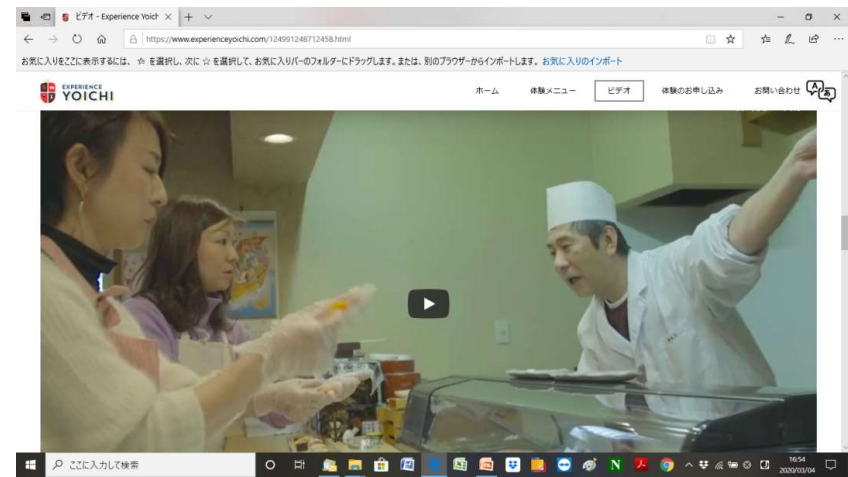 ビデオ - Experience Yoich
https://www.experienceyoichi.com/124991248712458.html
お気に入りをここに表示するには、☆ を選択し、次に ☆ を選択して、お気に入りバーのフォルダーにドラッグします。または、別のブラウザーからインポートします。お気に入りのインポート
EXPERIENCE
YOICHI
ホーム 体験メニュー ビデオ 体験のお申し込み お問い合わせ Aあ
ここに入力して検索
N
16:54
2020/03/04